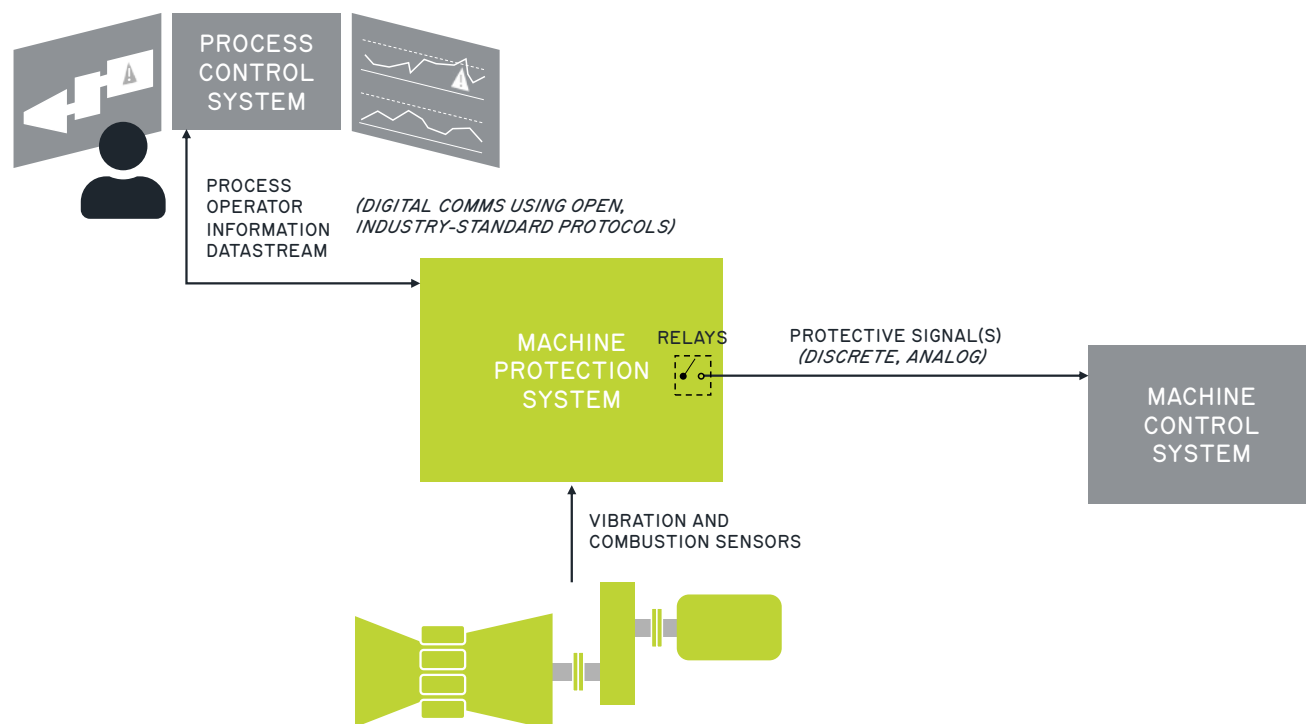 PROCESS
CONTROL
SYSTEM
PROCESS
OPERATOR
INFORMATION
DATASTREAM
(DIGITAL COMMS USING OPEN,
INDUSTRY-STANDARD PROTOCOLS)
MACHINE
PROTECTION
SYSTEM
RELAYS
PROTECTIVE SIGNAL(S)
(DISCRETE, ANALOG)
MACHINE
CONTROL
SYSTEM
VIBRATION AND
COMBUSTION SENSORS